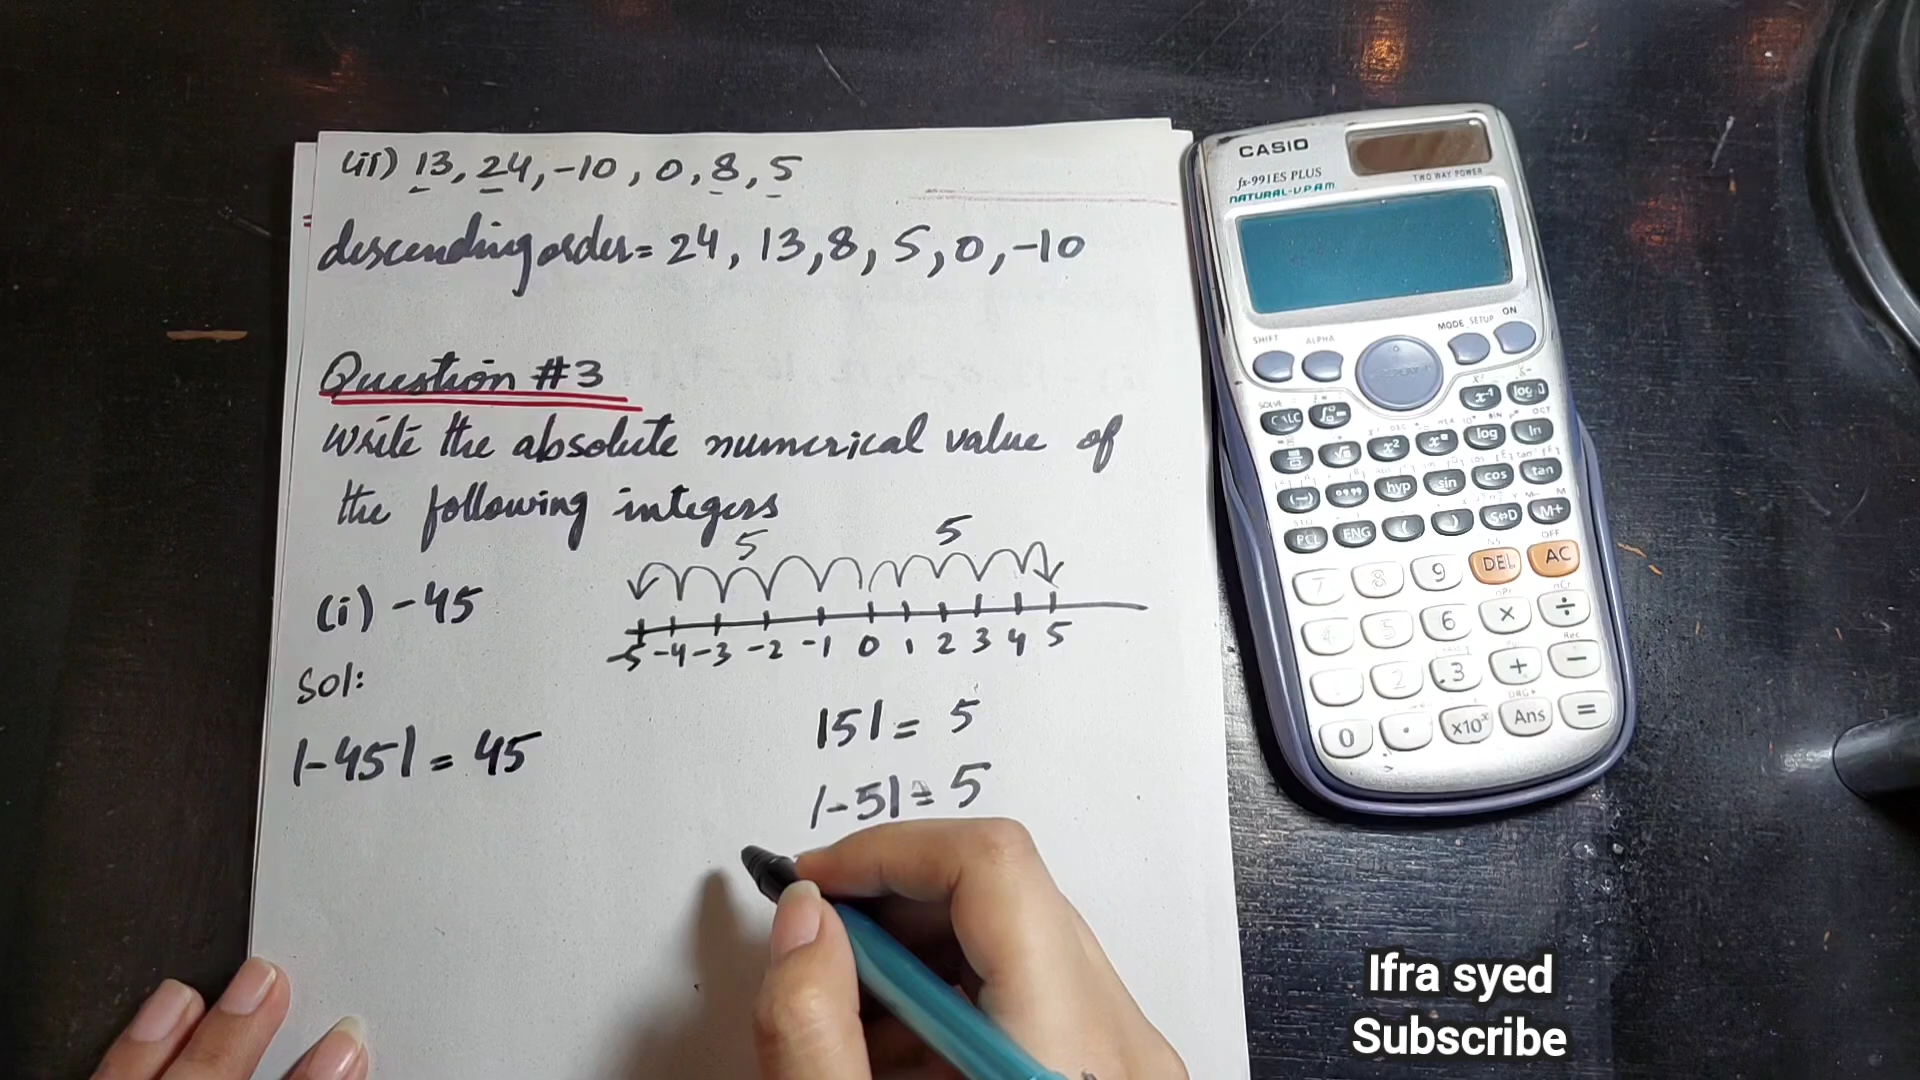 (ii) 13, 24, -10, 0, 8, 5
descending order = 24, 13, 8, 5, 0, -10
Question #3
Write the absolute numerical value of
the following integers
5 5
(i) -45
-5 -4 -3 -2 -1 0 1 2 3 4 5
Sol:
|5| = 5
|-45| = 45
|-5| = 5
CASIO
fx-991ES PLUS
NATURAL-V.P.A.M.
TWO WAY POWER
SHIFT ALPHA MODE SETUP ON
SOLVE
CALC x⁻¹
x² log ln
(-) hyp sin cos tan
STO
RCL ENG ( ) S⇔D M+
OFF
7 8 9 DEL AC
4 5 6 × ÷
2 3 + −
0 . ×10ˣ Ans =
Ifra syed
Subscribe